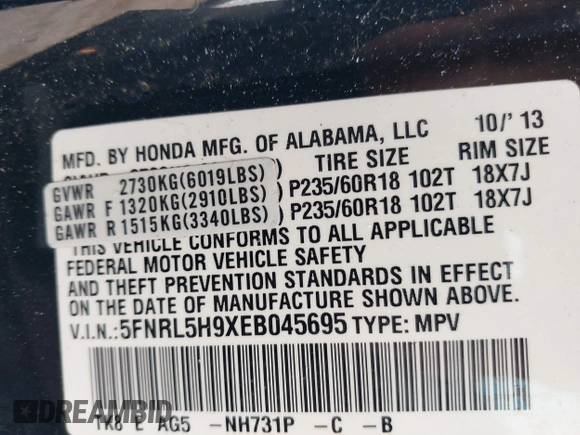 MFD. BY HONDA MFG. OF ALABAMA, LLC 10/'13
TIRE SIZE RIM SIZE
GVWR 2730KG(6019LBS)
GAWR F 1320KG(2910LBS) P235/60R18 102T 18X7J
GAWR R 1515KG(3340LBS) P235/60R18 102T 18X7J
THIS VEHICLE CONFORMS TO ALL APPLICABLE
FEDERAL MOTOR VEHICLE SAFETY
AND THEFT PREVENTION STANDARDS IN EFFECT
ON THE DATE OF MANUFACTURE SHOWN ABOVE.
V.I.N.:5FNRL5H9XEB045695 TYPE: MPV
TK8 E AG5 -NH731P -C -B
DREAMBID